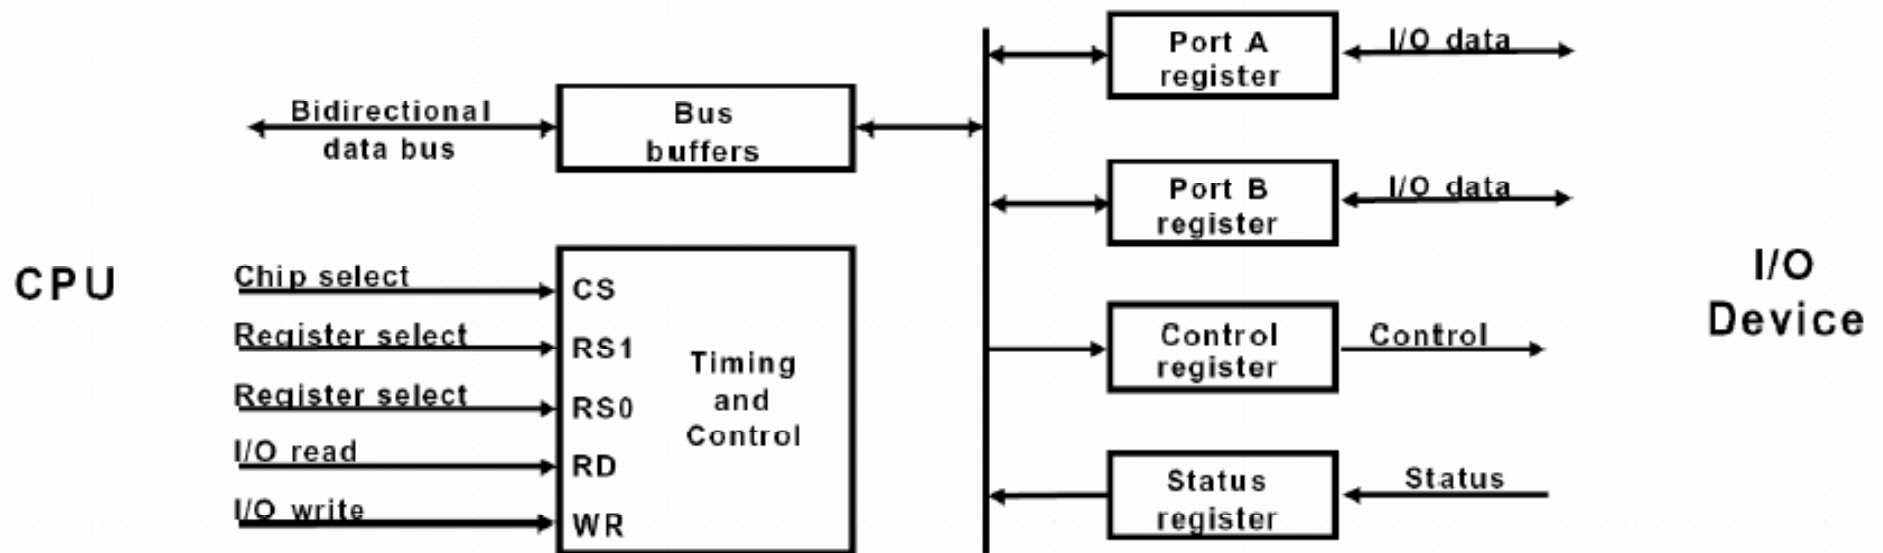 CPU
Bidirectional
data bus
Bus
buffers
Chip select
Register select
Register select
I/O read
I/O write
CS
RS1
RS0
RD
WR
Timing
and
Control
Port A
register
I/O data
Port B
register
I/O data
Control
register
Control
Status
register
Status
I/O
Device